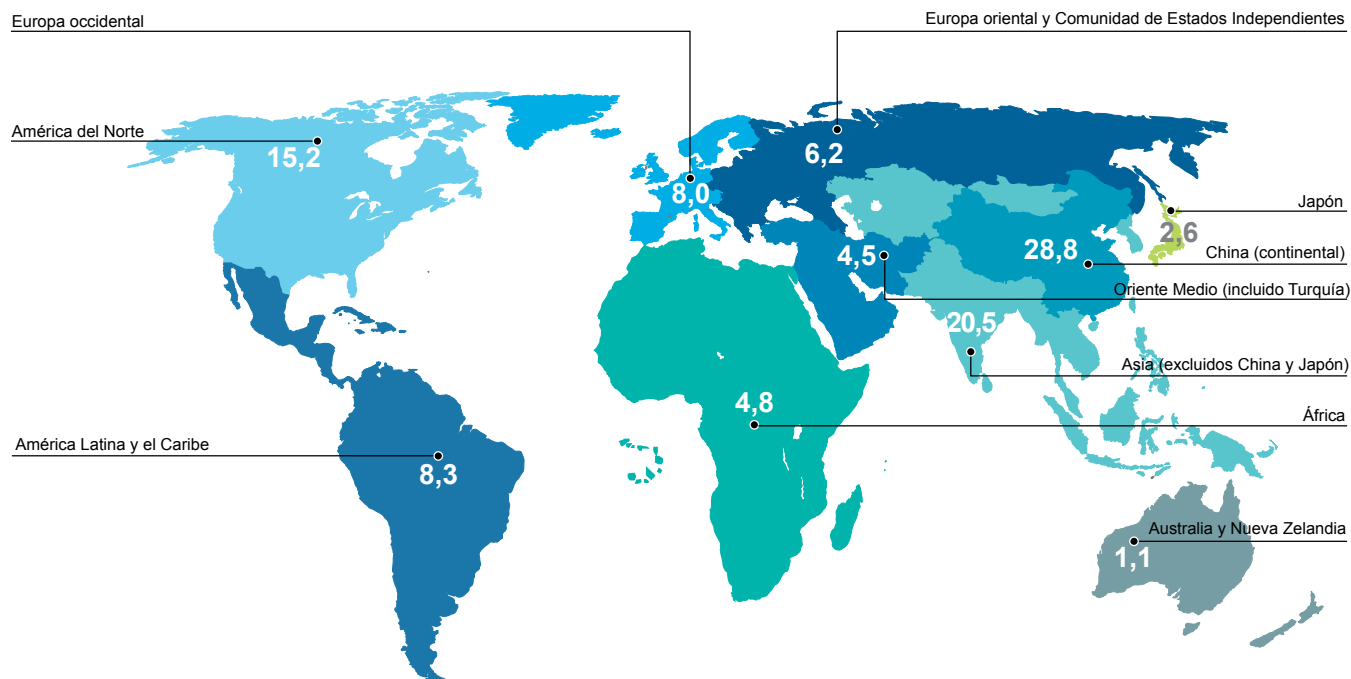 Europa occidental
Europa oriental y Comunidad de Estados Independientes
América del Norte
15,2
6,2
8,0
Japón
2,6
China (continental)
28,8
4,5
Oriente Medio (incluido Turquía)
20,5
Asia (excluidos China y Japón)
4,8
África
América Latina y el Caribe
8,3
Australia y Nueva Zelandia
1,1